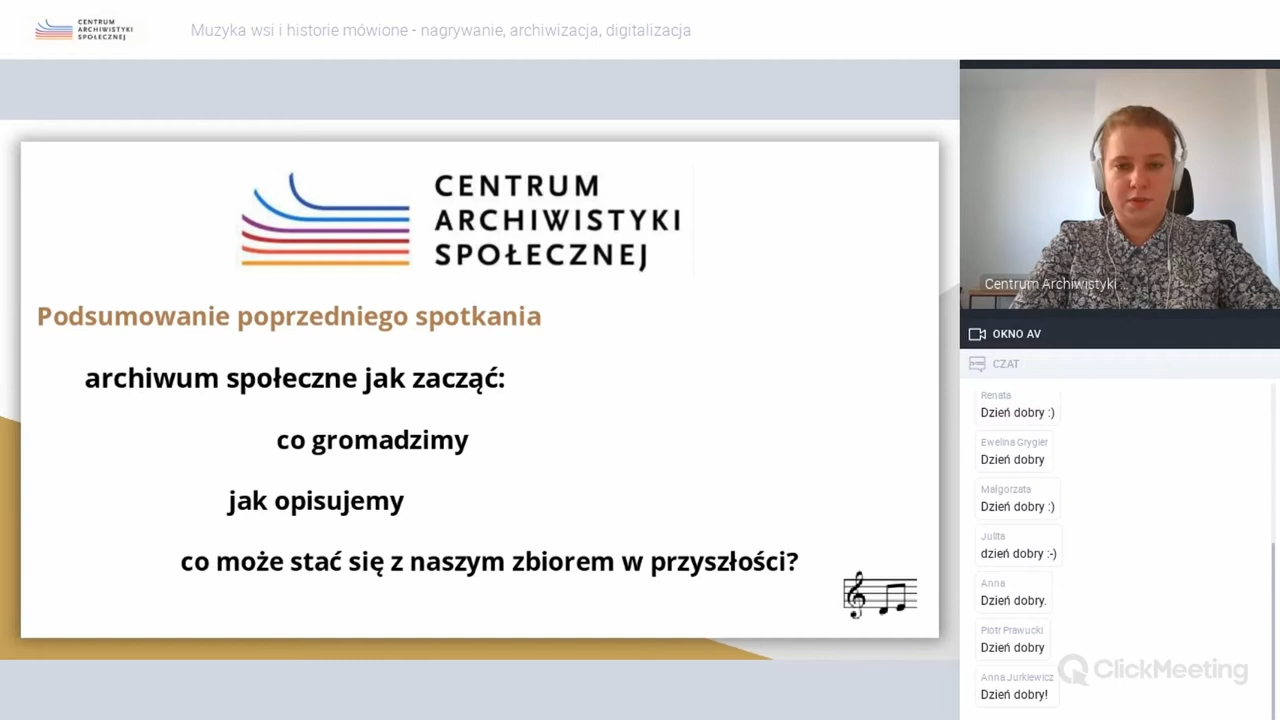 CENTRUM
ARCHIWISTYKI
SPOŁECZNEJ
Muzyka wsi i historie mówione - nagrywanie, archiwizacja, digitalizacja
CENTRUM
ARCHIWISTYKI
SPOŁECZNEJ
Podsumowanie poprzedniego spotkania
archiwum społeczne jak zacząć:
co gromadzimy
jak opisujemy
co może stać się z naszym zbiorem w przyszłości?
Centrum Archiwistyki ...
OKNO AV
CZAT
Renata
Dzień dobry :)
Ewelina Grygier
Dzień dobry
Małgorzata
Dzień dobry :)
Julita
dzień dobry :-)
Anna
Dzień dobry.
Piotr Prawucki
Dzień dobry
Anna Jurkiewicz
Dzień dobry!
ClickMeeting